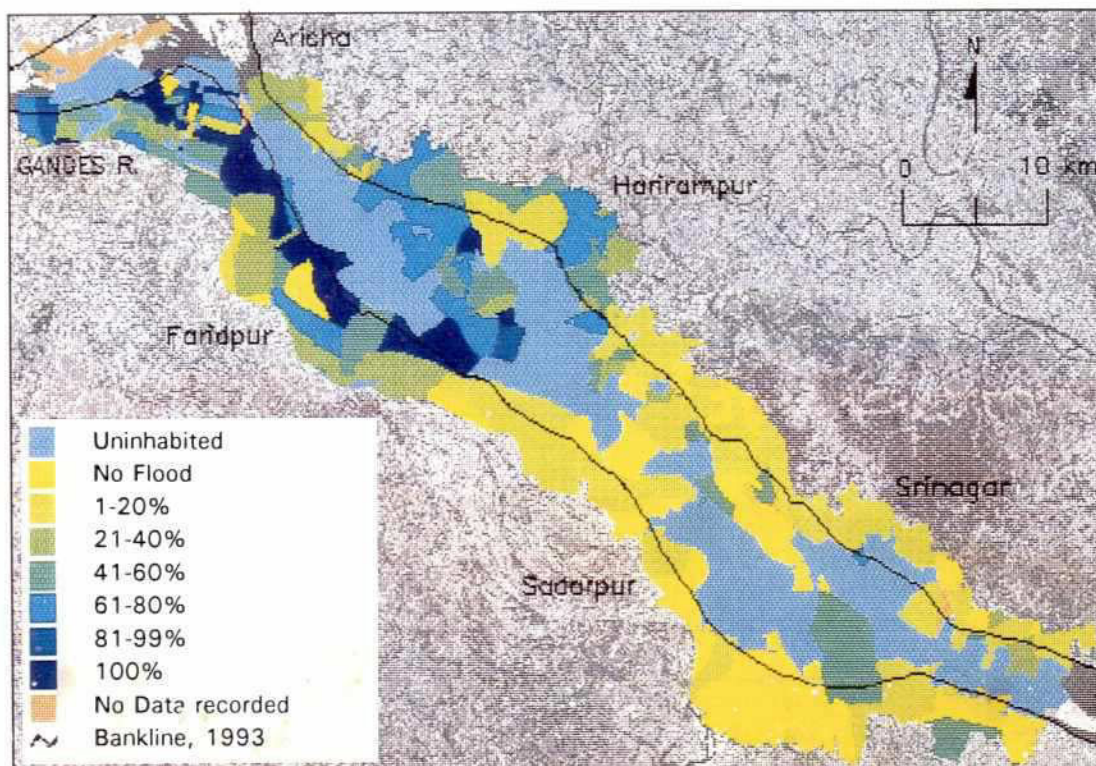 Aricha
N
GANGES R.
0 10 km
Harirampur
Faridpur
Srinagar
Sadarpur
Uninhabited
No Flood
1-20%
21-40%
41-60%
61-80%
81-99%
100%
No Data recorded
Bankline, 1993